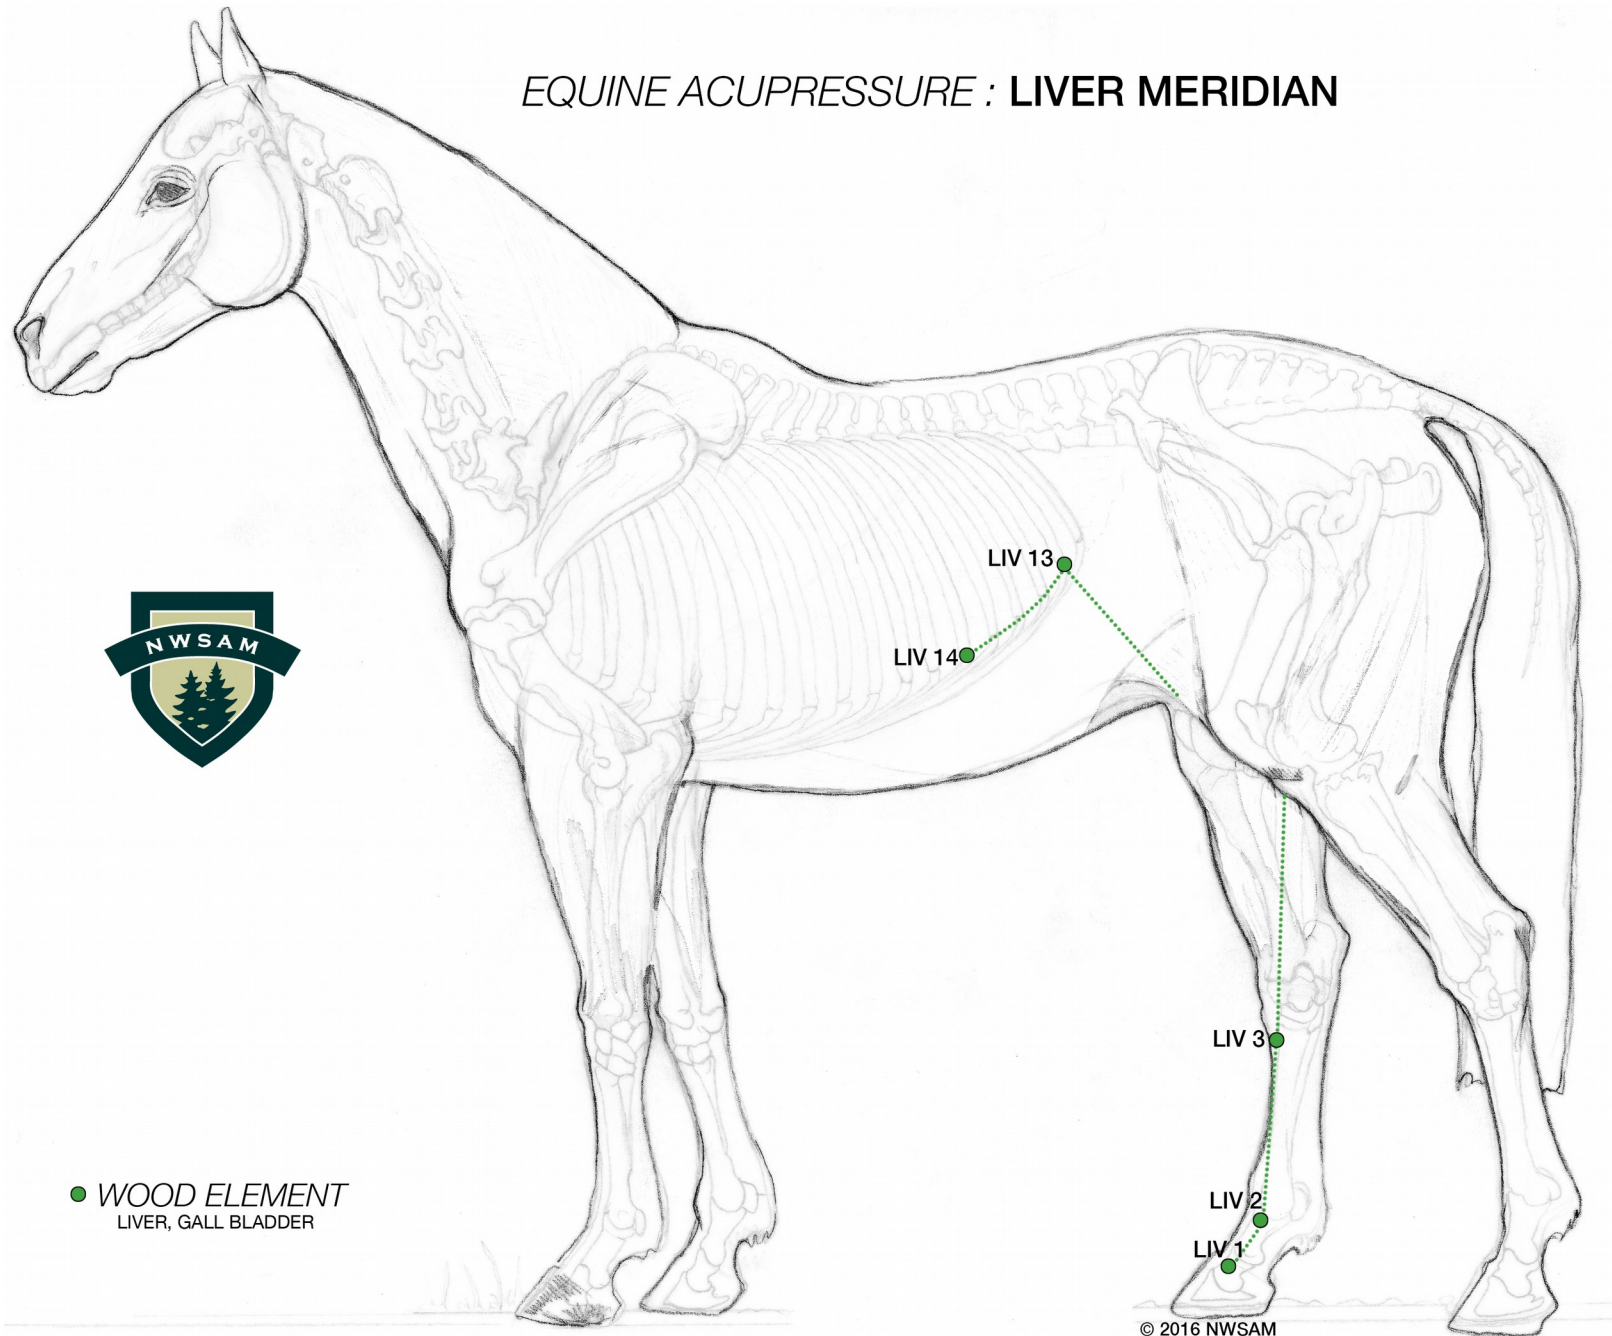 EQUINE ACUPRESSURE : LIVER MERIDIAN
LIV 13
LIV 14
NWSAM
LIV 3
WOOD ELEMENT
LIVER, GALL BLADDER
LIV 2
LIV 1
© 2016 NWSAM